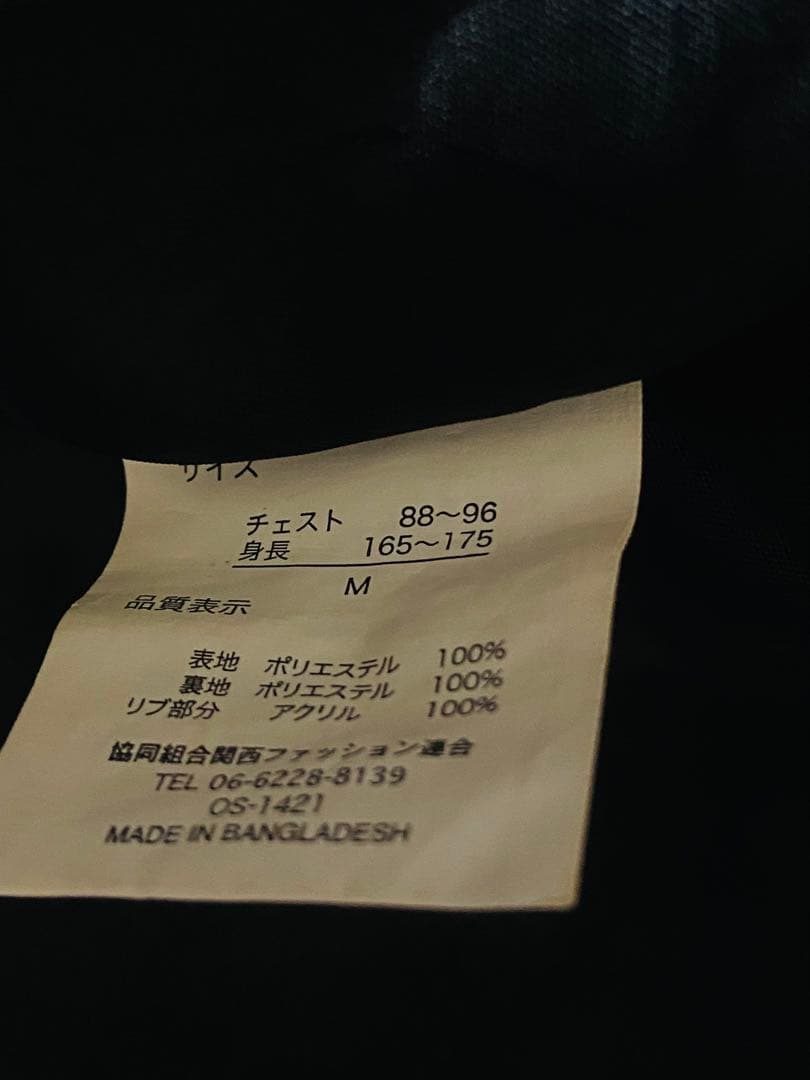 サイズ
チェスト 88～96
身長 165～175
M
品質表示
表地 ポリエステル 100%
裏地 ポリエステル 100%
リブ部分 アクリル 100%
協同組合関西ファッション連合
TEL 06-6228-8139
OS-1421
MADE IN BANGLADESH